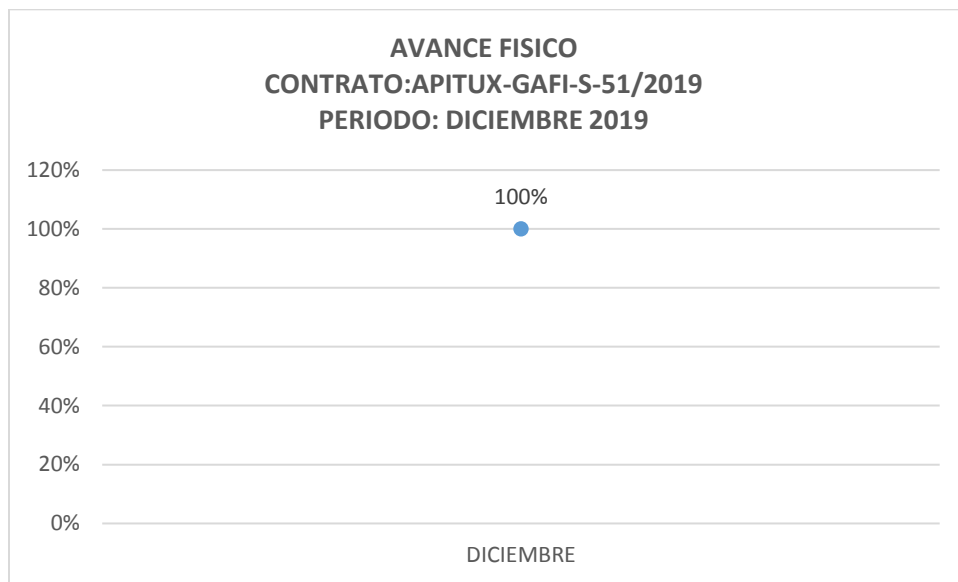 AVANCE FISICO
CONTRATO:APITUX-GAFI-S-51/2019
PERIODO: DICIEMBRE 2019
120%
100%
100%
80%
60%
40%
20%
0%
DICIEMBRE